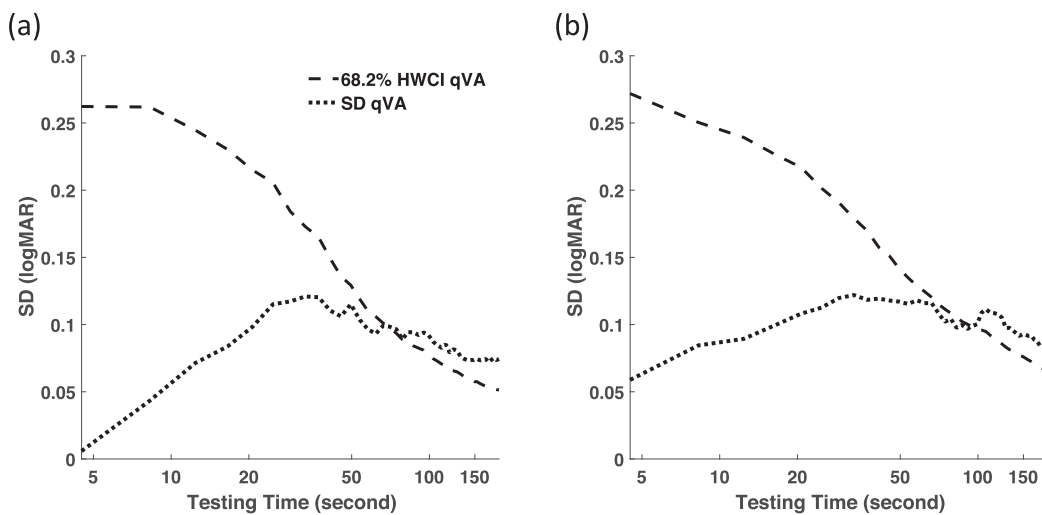 (a)
0.3
0.25
0.2
0.15
0.1
0.05
0
SD (logMAR)
68.2% HWCI qVA
SD qVA
5 10 20 50 100 150
Testing Time (second)
(b)
0.3
0.25
0.2
0.15
0.1
0.05
0
SD (logMAR)
5 10 20 50 100 150
Testing Time (second)